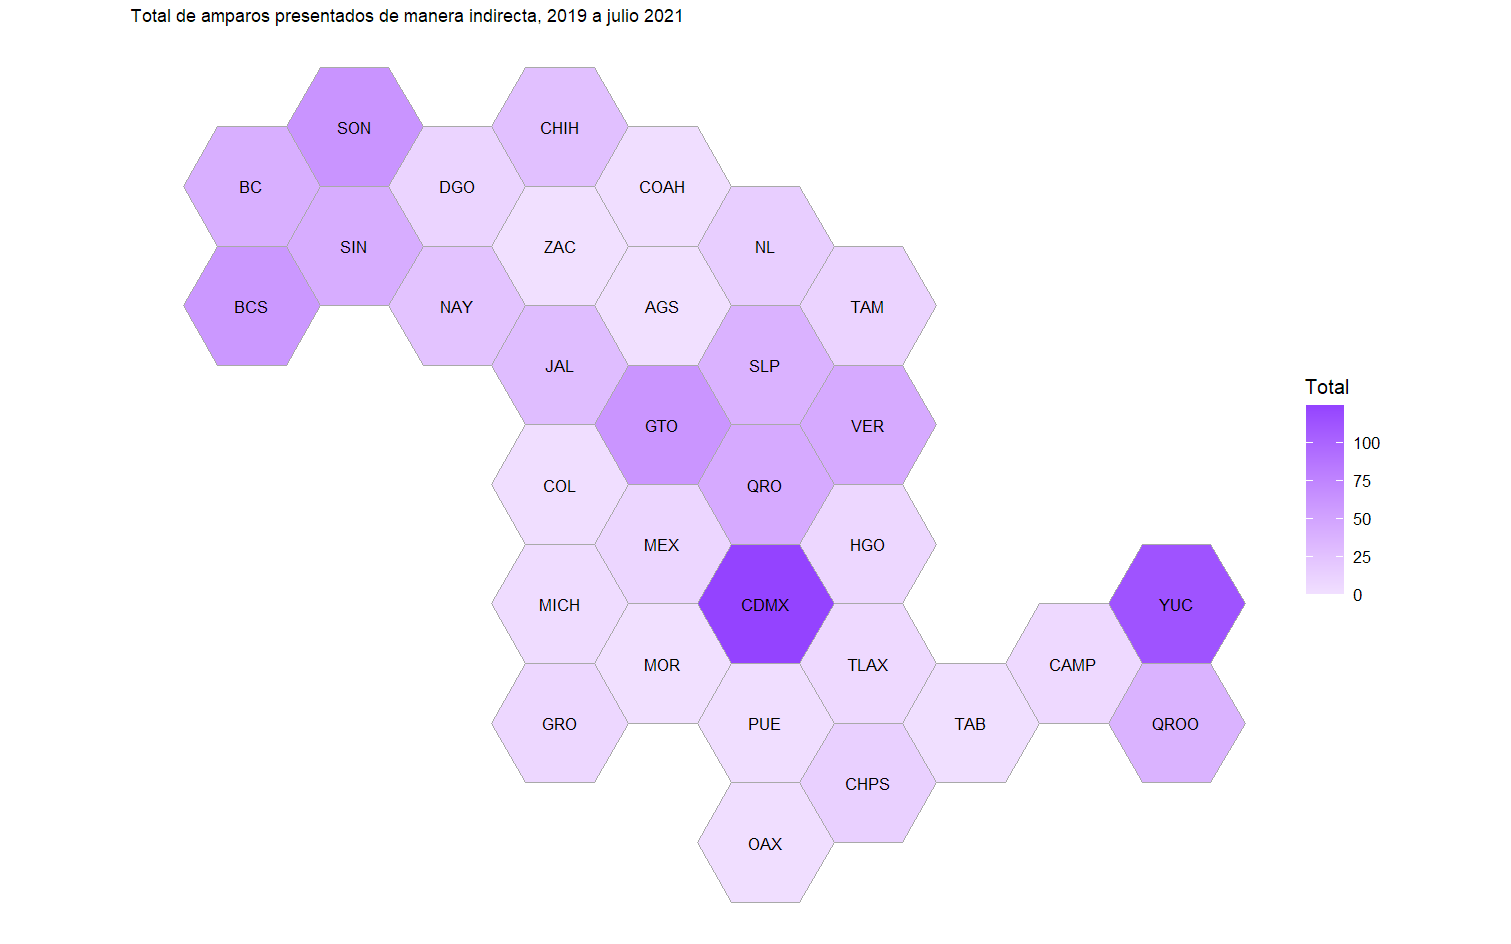 Total de amparos presentados de manera indirecta, 2019 a julio 2021
SON
CHIH
BC
DGO
COAH
SIN
ZAC
NL
BCS
NAY
AGS
TAM
JAL
SLP
GTO
VER
COL
QRO
MEX
HGO
MICH
CDMX
YUC
MOR
TLAX
CAMP
GRO
PUE
TAB
QROO
CHPS
OAX
Total
100
75
50
25
0